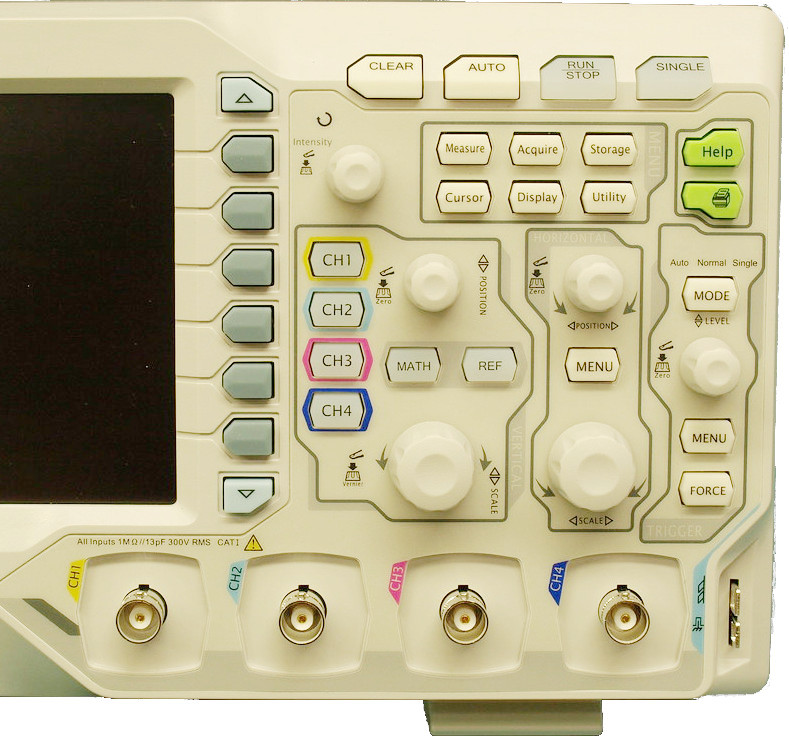 CLEAR
AUTO
RUN
STOP
SINGLE
Intensity
Measure
Acquire
Storage
MENU
Help
Cursor
Display
Utility
CH1
CH2
CH3
CH4
Zero
POSITION
MATH
REF
Vernier
SCALE
VERTICAL
HORIZONTAL
Zero
POSITION
MENU
SCALE
Auto Normal Single
MODE
LEVEL
Zero
MENU
FORCE
TRIGGER
All Inputs 1MΩ//13pF 300V RMS CATI
CH1
CH2
CH3
CH4